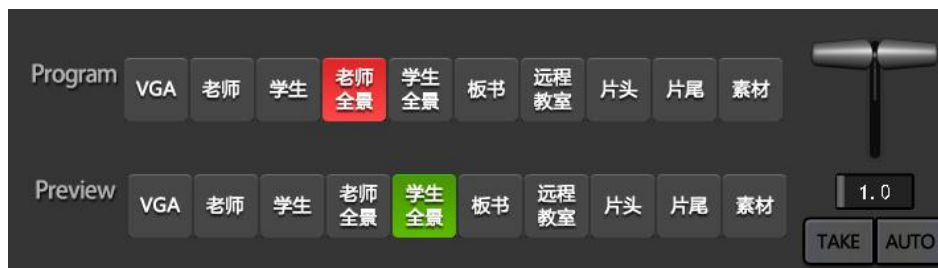 Program VGA 老师 学生 老师全景 学生全景 板书 远程教室 片头 片尾 素材
Preview VGA 老师 学生 老师全景 学生全景 板书 远程教室 片头 片尾 素材
1.0
TAKE AUTO